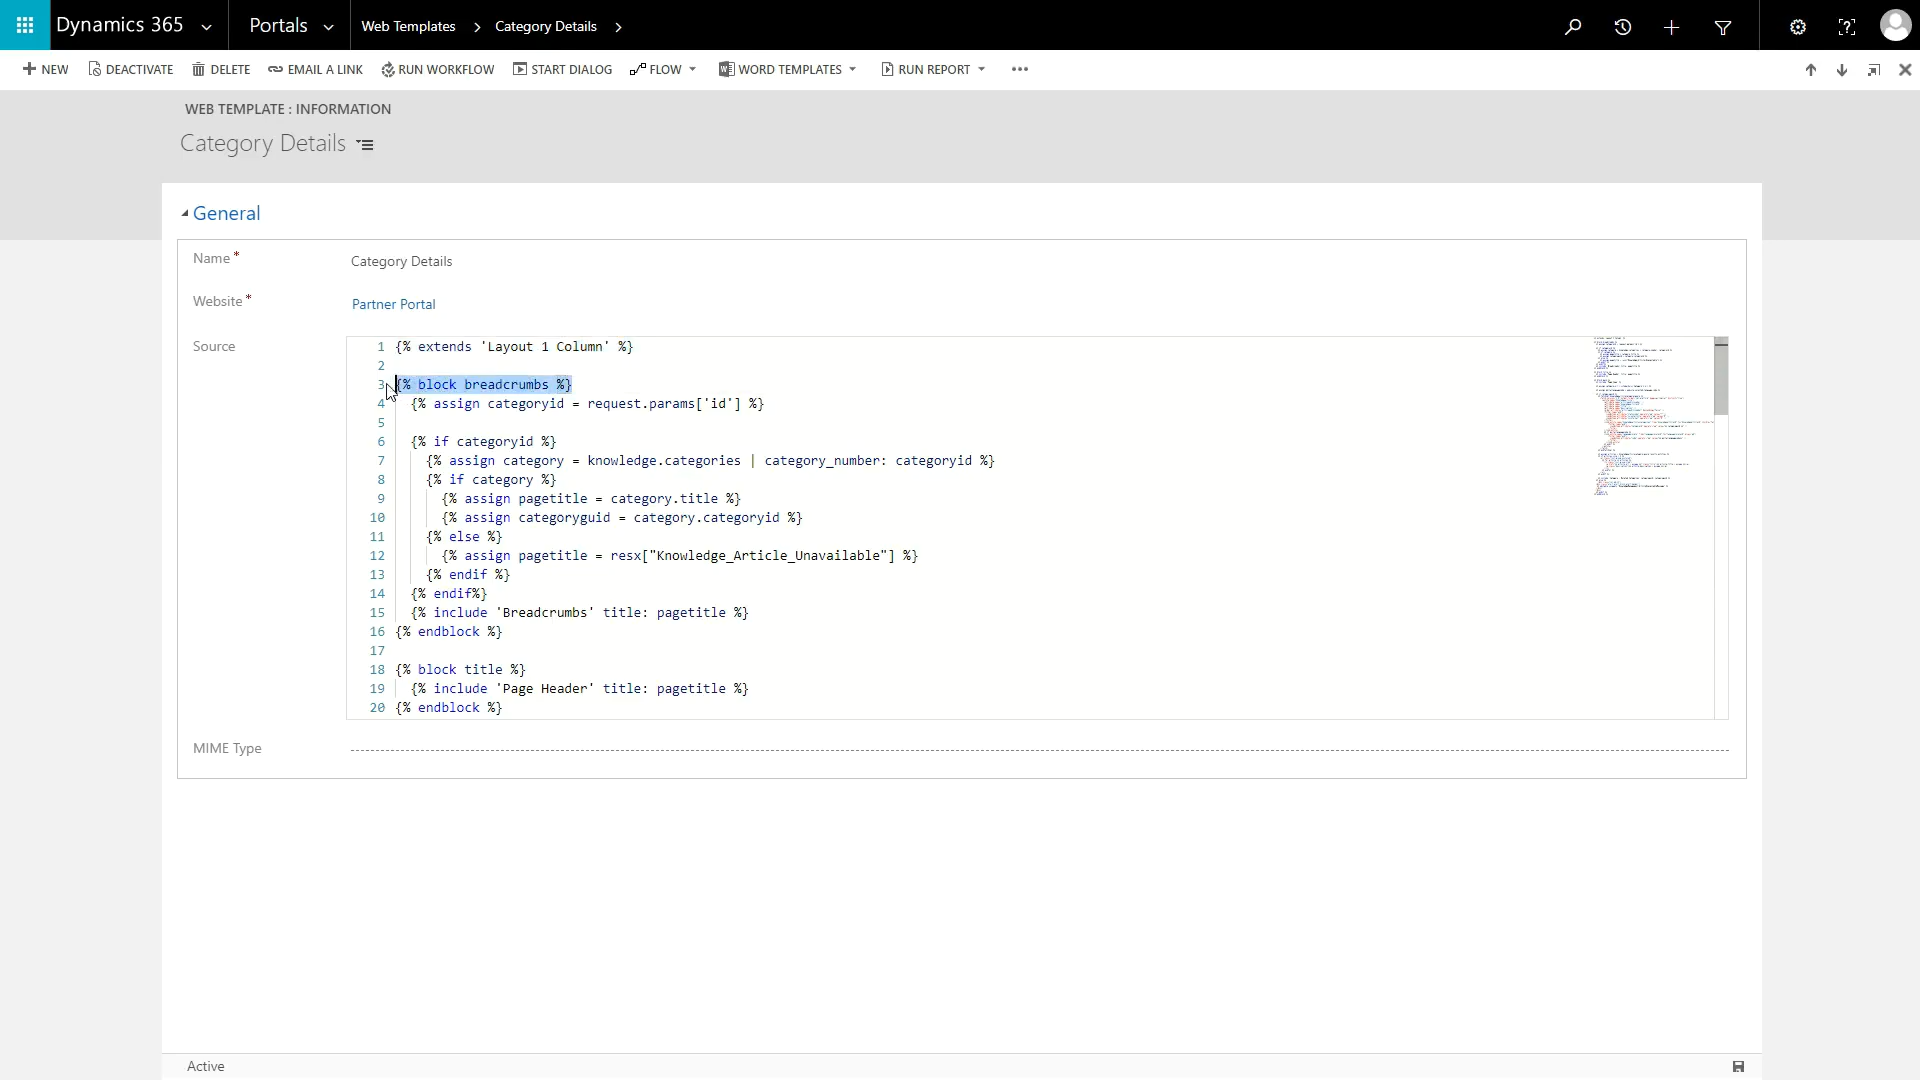 Dynamics 365
Portals
Web Templates
Category Details
NEW
DEACTIVATE
DELETE
EMAIL A LINK
RUN WORKFLOW
START DIALOG
FLOW
WORD TEMPLATES
RUN REPORT
WEB TEMPLATE : INFORMATION
Category Details
General
Name *
Category Details
Website *
Partner Portal
Source
1 {% extends 'Layout 1 Column' %}
2
3 {% block breadcrumbs %}
4 {% assign categoryid = request.params['id'] %}
5
6 {% if categoryid %}
7 {% assign category = knowledge.categories | category_number: categoryid %}
8 {% if category %}
9 {% assign pagetitle = category.title %}
10 {% assign categoryguid = category.categoryid %}
11 {% else %}
12 {% assign pagetitle = resx["Knowledge_Article_Unavailable"] %}
13 {% endif %}
14 {% endif%}
15 {% include 'Breadcrumbs' title: pagetitle %}
16 {% endblock %}
17
18 {% block title %}
19 {% include 'Page Header' title: pagetitle %}
20 {% endblock %}
MIME Type
Active